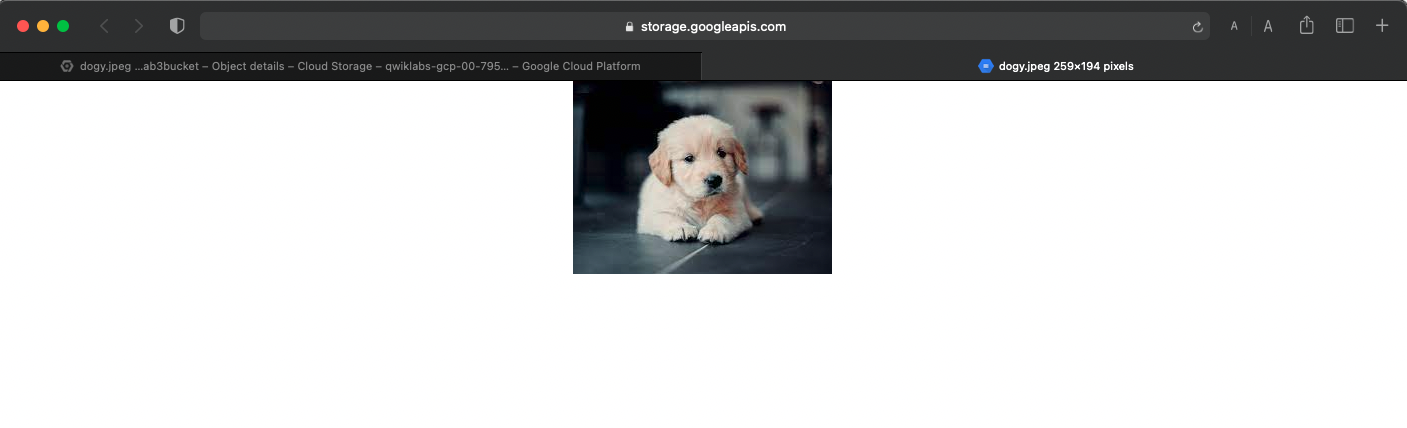 storage.googleapis.com
A A
dogy.jpeg ...ab3bucket – Object details – Cloud Storage – qwiklabs-gcp-00-795... – Google Cloud Platform
dogy.jpeg 259×194 pixels